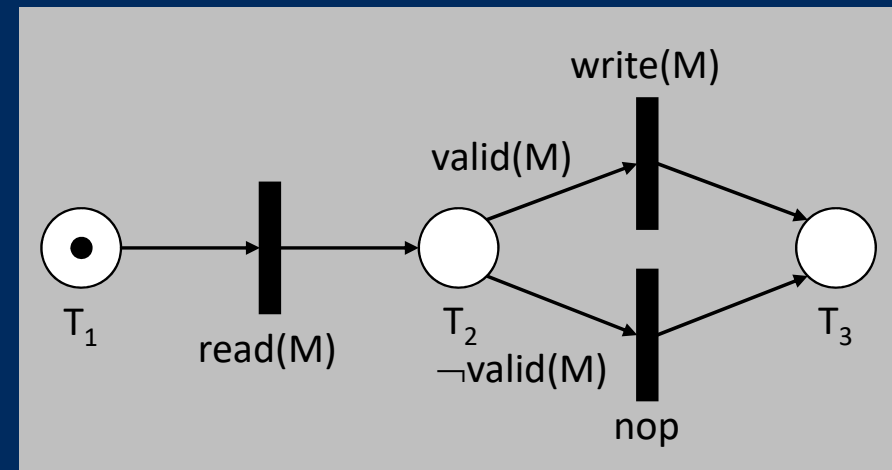 write(M)
valid(M)
T₁
read(M)
T₂
¬valid(M)
T₃
nop